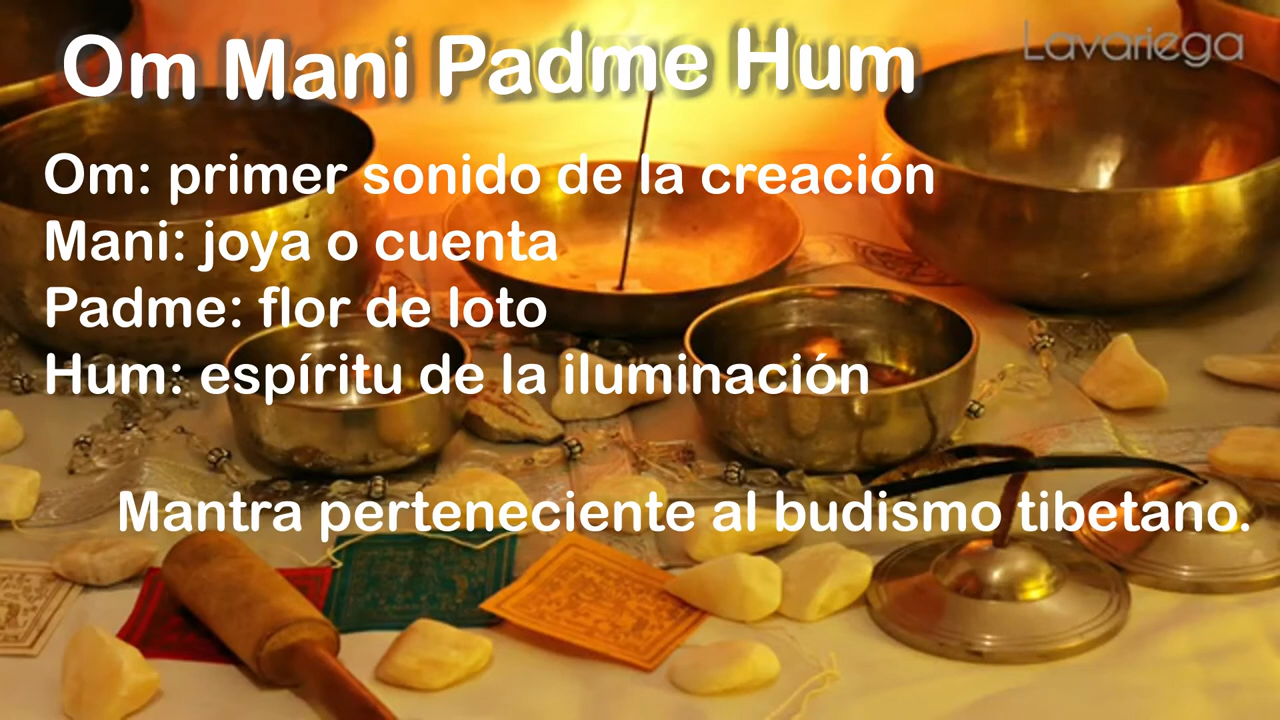 Om Mani Padme Hum
Lavariega
Om: primer sonido de la creación
Mani: joya o cuenta
Padme: flor de loto
Hum: espíritu de la iluminación
Mantra perteneciente al budismo tibetano.